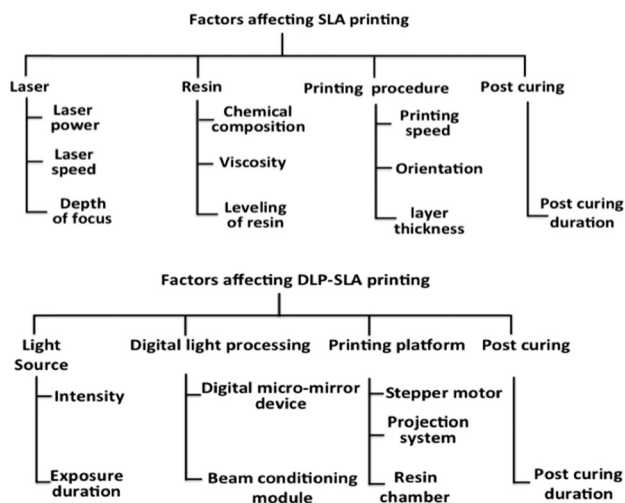 Factors affecting SLA printing
Laser
Resin
Printing procedure
Post curing
Laser
power
Laser
speed
Depth
of focus
Chemical
composition
Viscosity
Leveling
of resin
Printing
speed
Orientation
layer
thickness
Post curing
duration
Factors affecting DLP-SLA printing
Light
Source
Digital light processing
Printing platform
Post curing
Intensity
Exposure
duration
Digital micro-mirror
device
Beam conditioning
module
Stepper motor
Projection
system
Resin
chamber
Post curing
duration